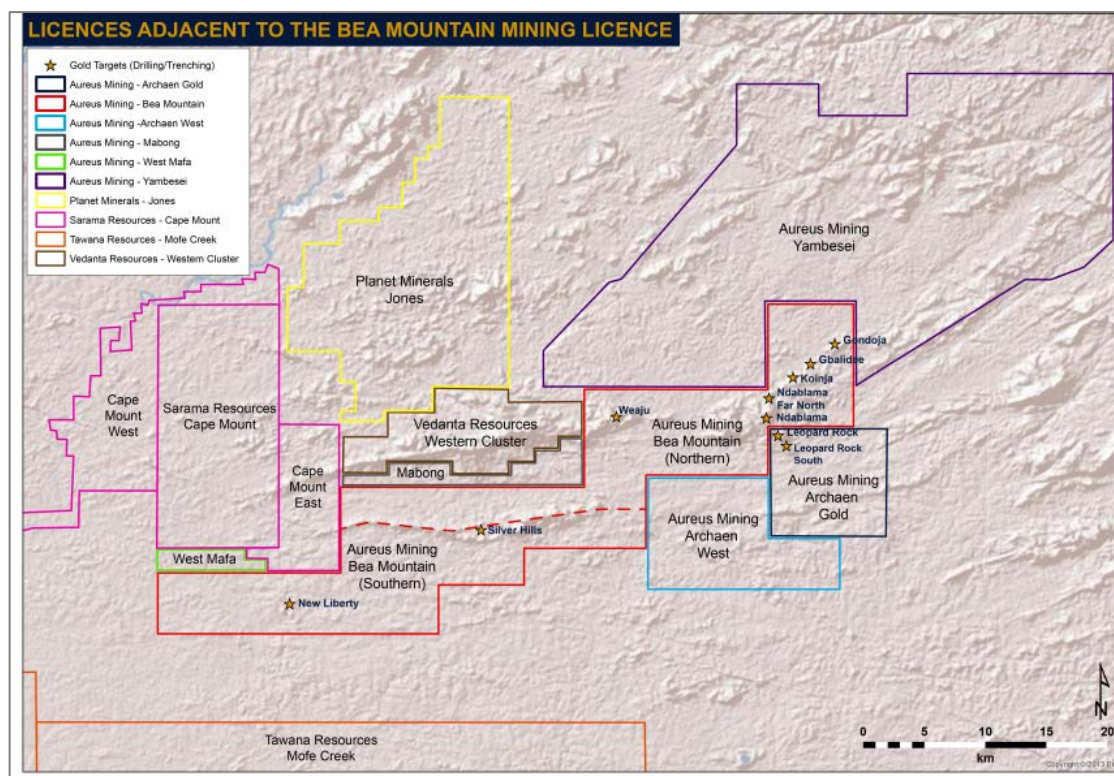 LICENCES ADJACENT TO THE BEA MOUNTAIN MINING LICENCE
Gold Targets (Drilling/Trenching)
Aureus Mining - Archaen Gold
Aureus Mining - Bea Mountain
Aureus Mining -Archaen West
Aureus Mining - Mabong
Aureus Mining - West Mafa
Aureus Mining - Yambesei
Planet Minerals - Jones
Sarama Resources - Cape Mount
Tawana Resources - Mofe Creek
Vedanta Resources - Western Cluster
Aureus Mining
Yambesei
Planet Minerals
Jones
Gondoja
Gbalidee
Koinja
Ndablama
Far North
Ndablama
Leopard Rock
Leopard Rock
South
Weaju
Cape
Mount
West
Sarama Resources
Cape Mount
Vedanta Resources
Western Cluster
Mabong
Aureus Mining
Bea Mountain
(Northern)
Cape
Mount
East
Aureus Mining
Archaen
Gold
Silver Hills
Aureus Mining
Archaen
West
West Mafa
Aureus Mining
Bea Mountain
(Southern)
New Liberty
Tawana Resources
Mofe Creek
N
0 5 10 15 20
km
Copyright © 2013